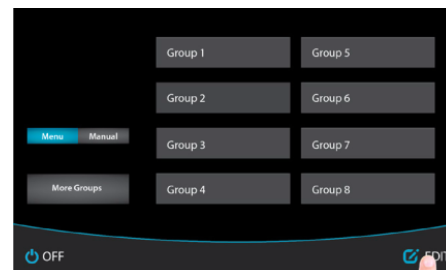 Group 1
Group 5
Group 2
Group 6
Menu
Manual
Group 3
Group 7
More Groups
Group 4
Group 8
OFF
EDIT